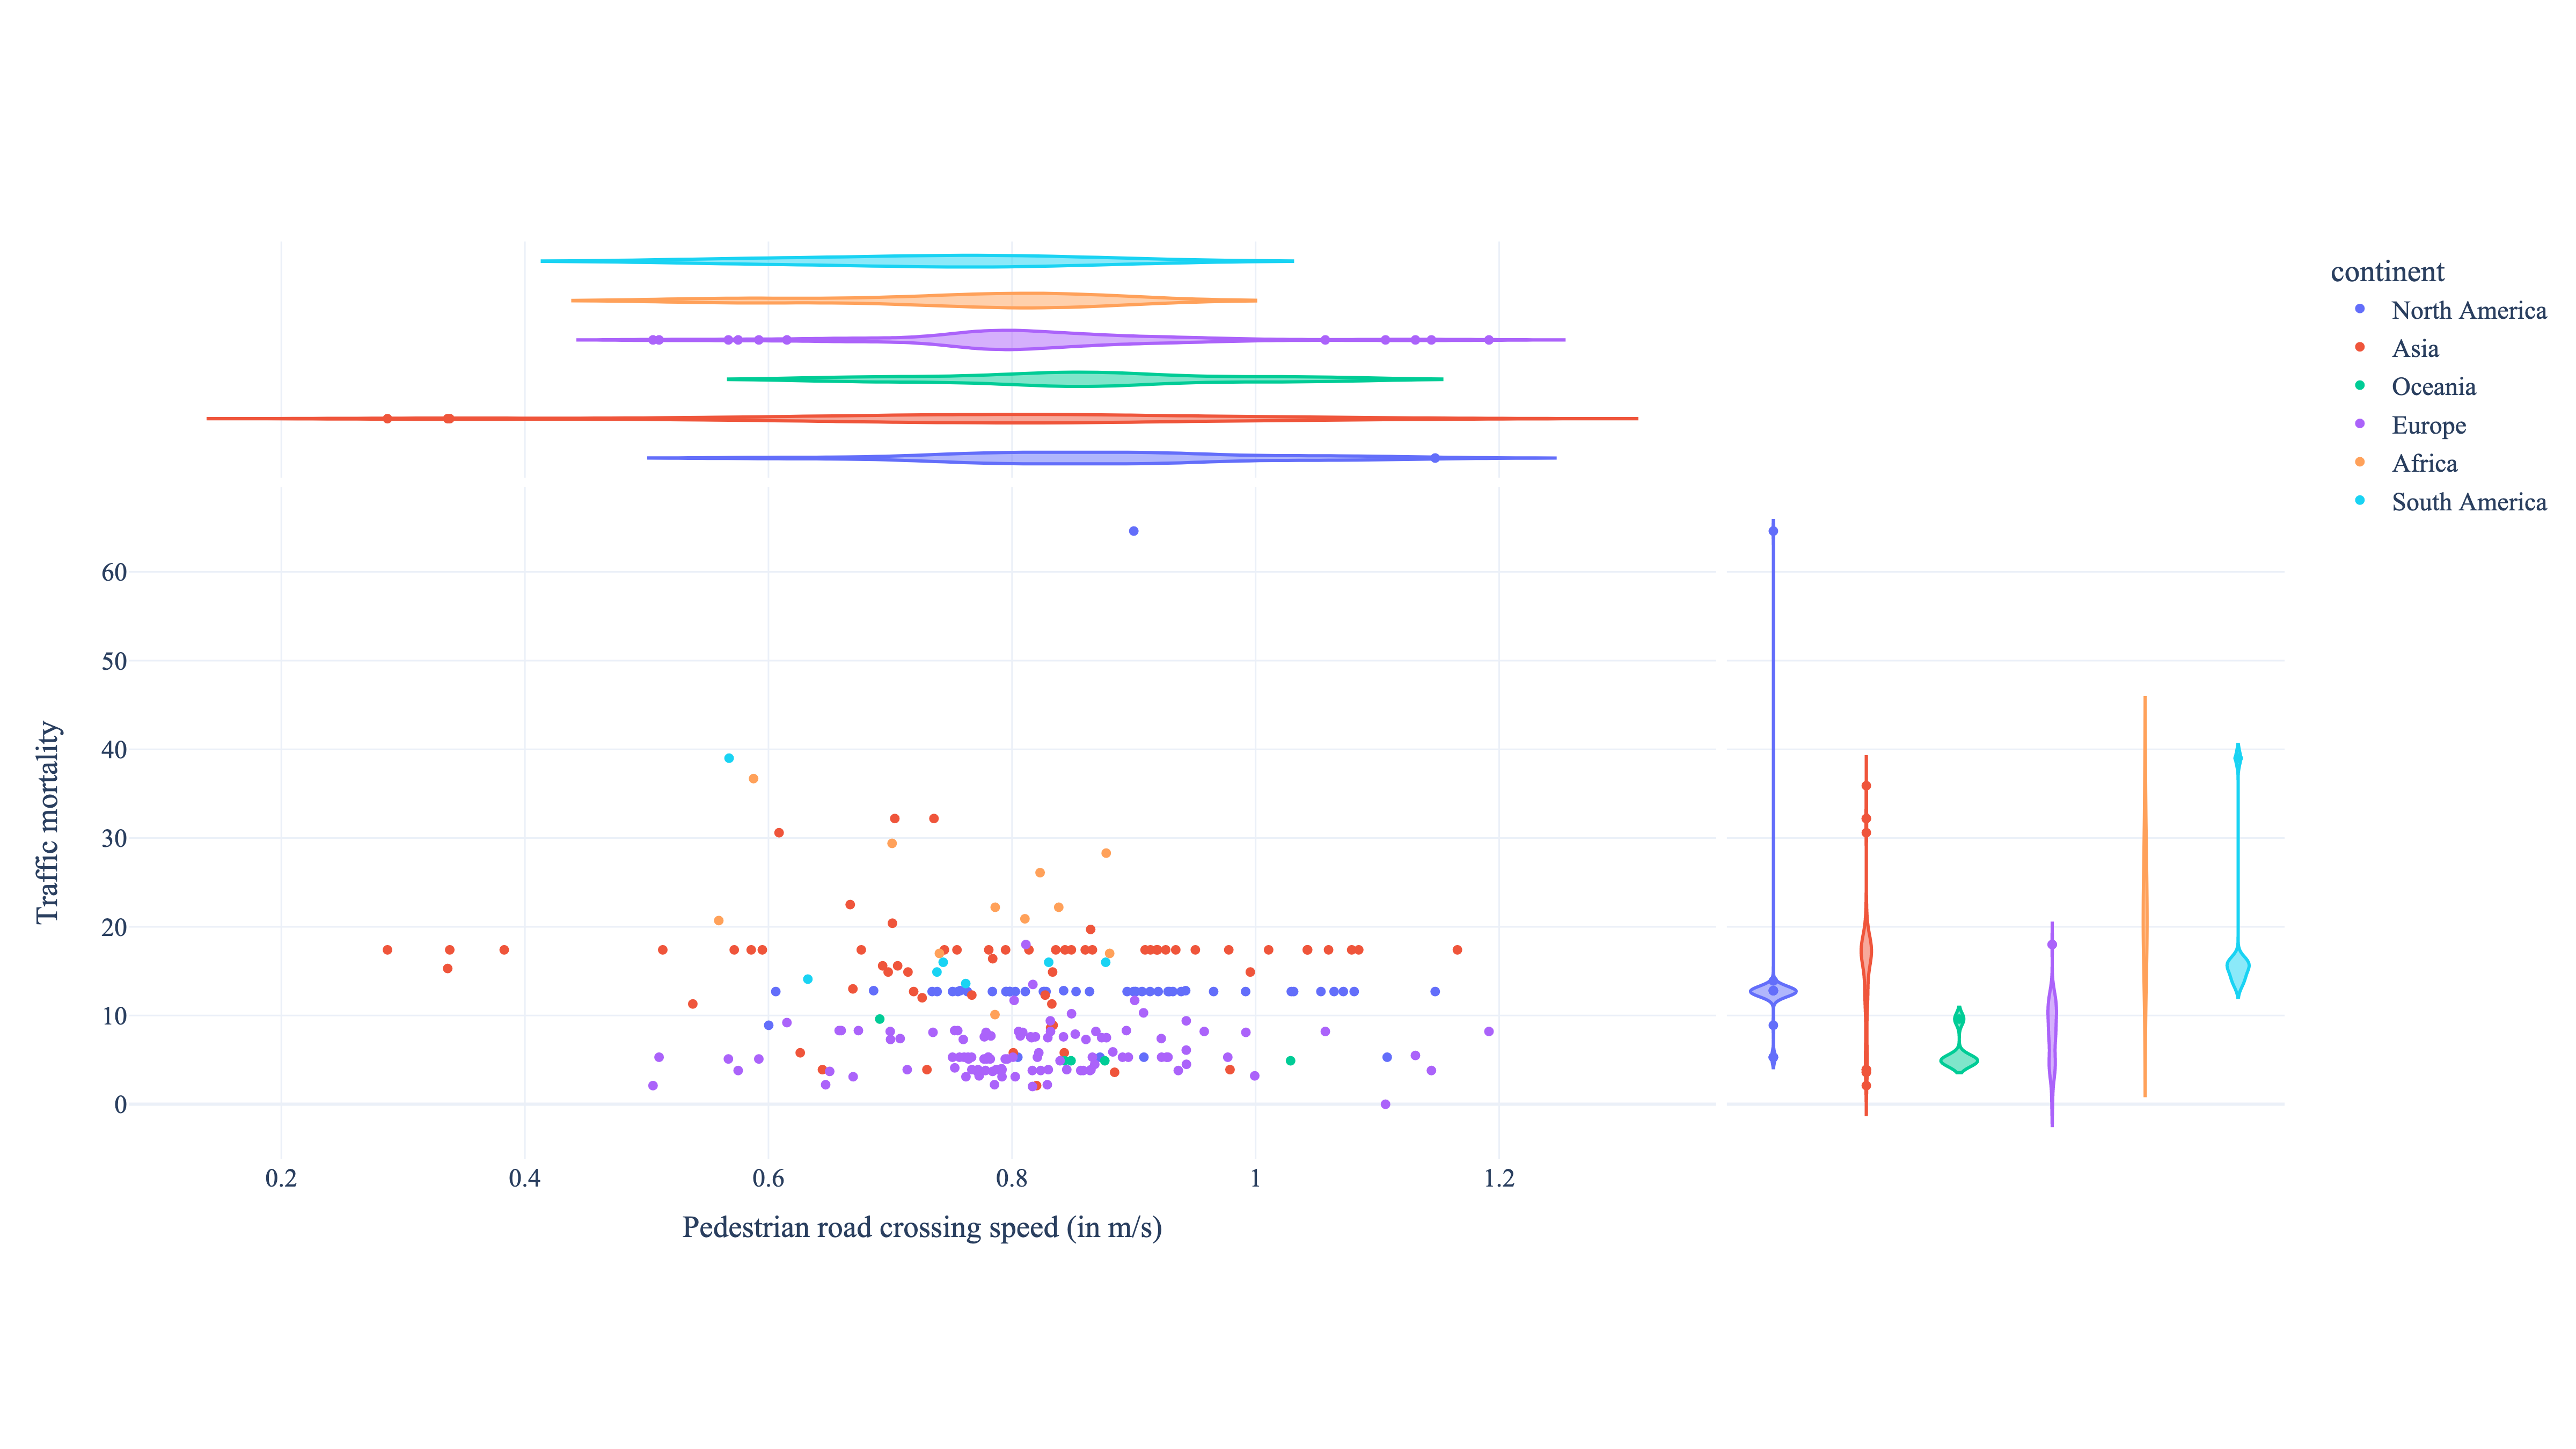 continent
North America
Asia
Oceania
Europe
Africa
South America
Traffic mortality
60
50
40
30
20
10
0
0.2 0.4 0.6 0.8 1 1.2
Pedestrian road crossing speed (in m/s)